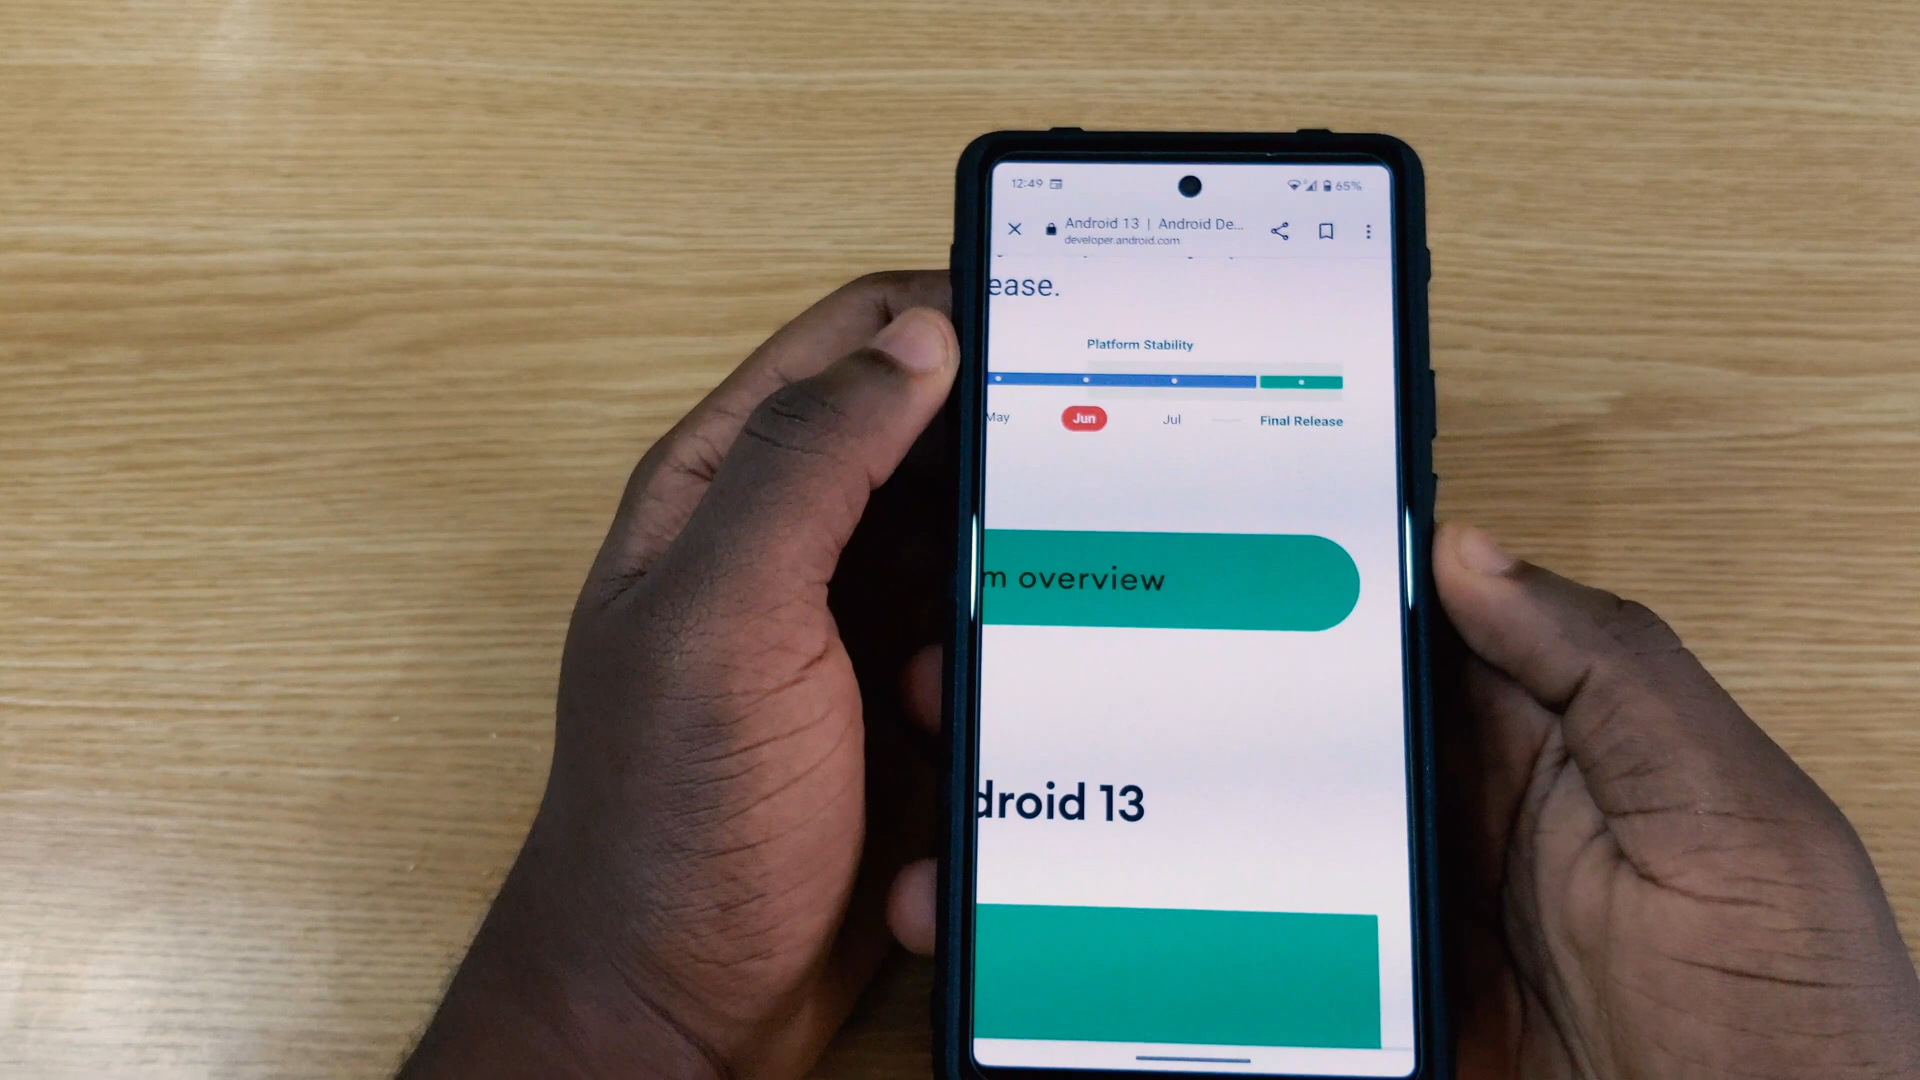 12:49 65%
Android 13 | Android De...
developer.android.com
ease.
Platform Stability
May Jun Jul Final Release
m overview
droid 13